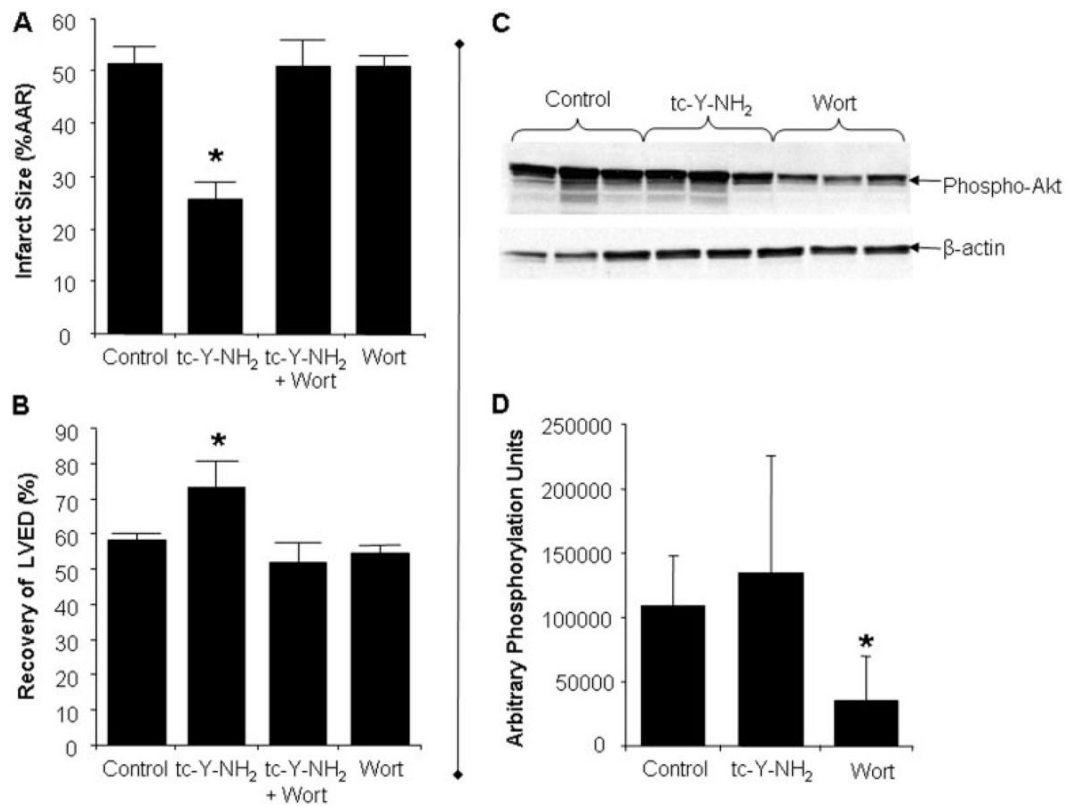 A
Infarct Size (%AAR)
60
50
40
30
20
10
0
*
Control tc-Y-NH₂ tc-Y-NH₂ Wort
+ Wort
B
Recovery of LVED (%)
90
80
70
60
50
40
30
20
10
0
*
Control tc-Y-NH₂ tc-Y-NH₂ Wort
+ Wort
C
Control tc-Y-NH₂ Wort
Phospho-Akt
β-actin
D
Arbitrary Phosphorylation Units
250000
200000
150000
100000
50000
0
*
Control tc-Y-NH₂ Wort